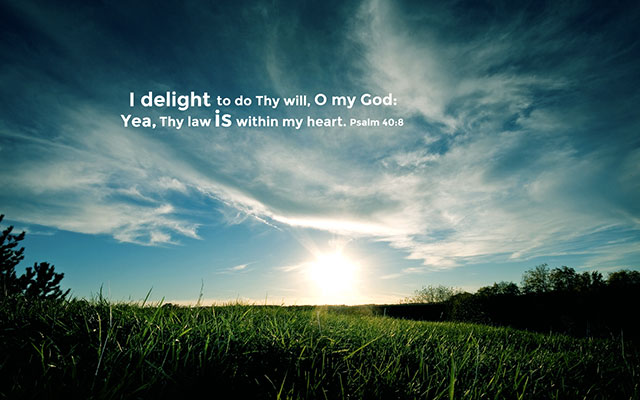 I delight to do Thy will, O my God:
Yea, Thy law is within my heart. Psalm 40:8